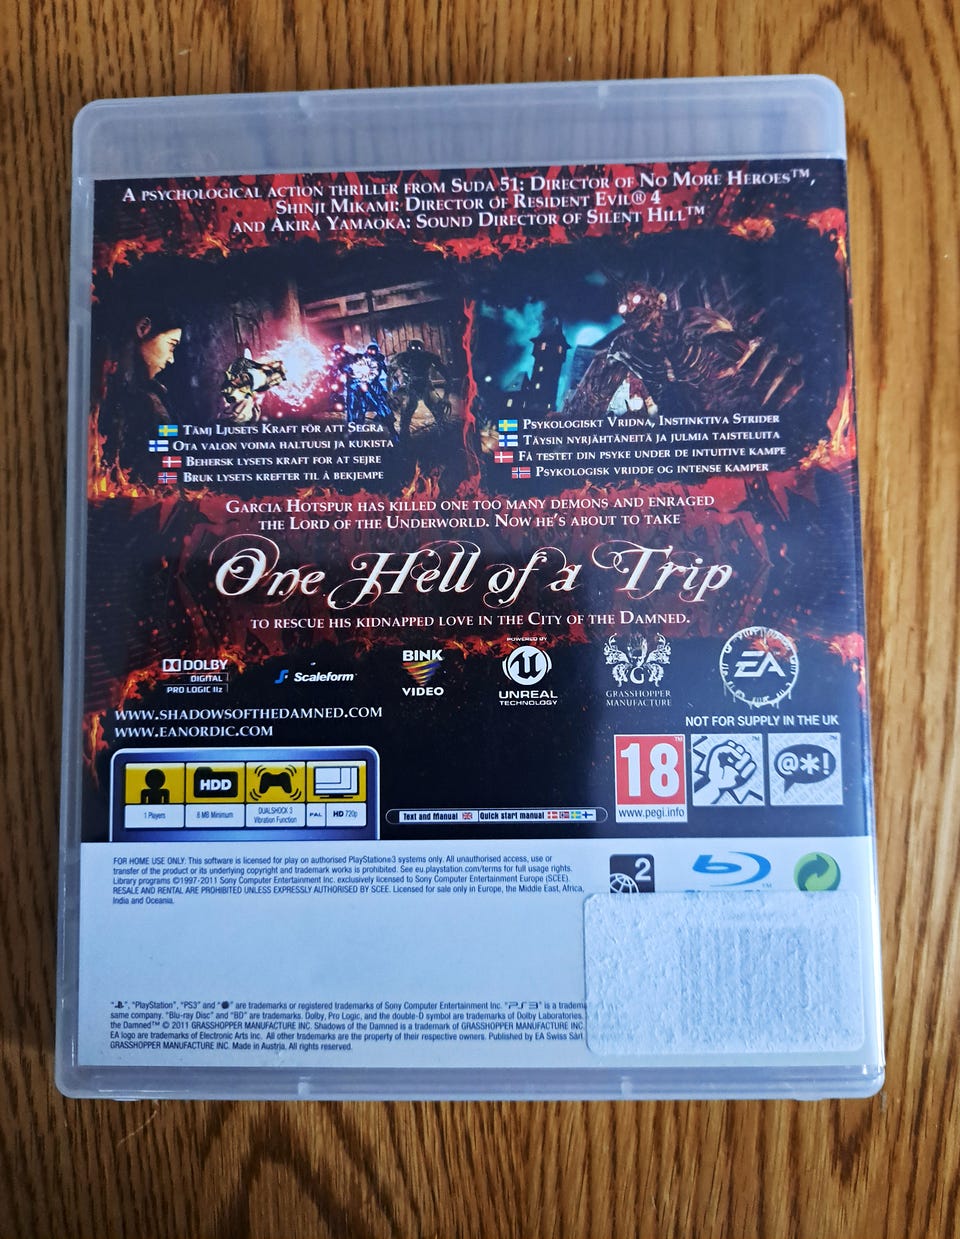 A PSYCHOLOGICAL ACTION THRILLER FROM SUDA 51: DIRECTOR OF NO MORE HEROES™,
SHINJI MIKAMI: DIRECTOR OF RESIDENT EVIL® 4
AND AKIRA YAMAOKA: SOUND DIRECTOR OF SILENT HILL™
TÄMJ LJUSETS KRAFT FÖR ATT SEGRA
OTA VALON VOIMA HALTUUSI JA KUKISTA
BEHERSK LYSETS KRAFT FOR AT SEJRE
BRUK LYSETS KREFTER TIL Å BEKJEMPE
PSYKOLOGISKT VRIDNA, INSTINKTIVA STRIDER
TÄYSIN NYRJÄHTÄNEITÄ JA JULMIA TAISTELUITA
FÅ TESTET DIN PSYKE UNDER DE INTUITIVE KAMPE
PSYKOLOGISK VRIDDE OG INTENSE KAMPER
GARCIA HOTSPUR HAS KILLED ONE TOO MANY DEMONS AND ENRAGED
THE LORD OF THE UNDERWORLD. NOW HE'S ABOUT TO TAKE
One Hell of a Trip
TO RESCUE HIS KIDNAPPED LOVE IN THE CITY OF THE DAMNED.
DOLBY
DIGITAL
PRO LOGIC IIz
Scaleform
BINK
VIDEO
POWERED BY
UNREAL
TECHNOLOGY
G
GRASSHOPPER
MANUFACTURE
EA
WWW.SHADOWSOFTHEDAMNED.COM
WWW.EANORDIC.COM
NOT FOR SUPPLY IN THE UK
HDD
1 Players
8 MB Minimum
DUALSHOCK 3
Vibration Function
PAL
HD 720p
Text and Manual
Quick start manual
18
www.pegi.info
@*!
FOR HOME USE ONLY: This software is licensed for play on authorised PlayStation®3 systems only. All unauthorised access, use or
transfer of the product or its underlying copyright and trademark works is prohibited. See eu.playstation.com/terms for full usage rights.
Library programs ©1997-2011 Sony Computer Entertainment Inc. exclusively licensed to Sony Computer Entertainment Europe (SCEE).
RESALE AND RENTAL ARE PROHIBITED UNLESS EXPRESSLY AUTHORISED BY SCEE. Licensed for sale only in Europe, the Middle East, Africa,
India and Oceania.
2
", "PlayStation", "PS3" and " " are trademarks or registered trademarks of Sony Computer Entertainment Inc. "PS3" is a
same company. "Blu-ray Disc" and "BD" are trademarks. Dolby, Pro Logic, and the double-D symbol are trademarks of Dolby Laboratories.
the Damned™ © 2011 GRASSHOPPER MANUFACTURE INC. Shadows of the Damned is a trademark of GRASSHOPPER MANUFACTURE INC.
EA logo are trademarks of Electronic Arts Inc. All other trademarks are the property of their respective owners. Published by EA Swiss Sàrl
GRASSHOPPER MANUFACTURE INC. Made in Austria. All rights reserved.